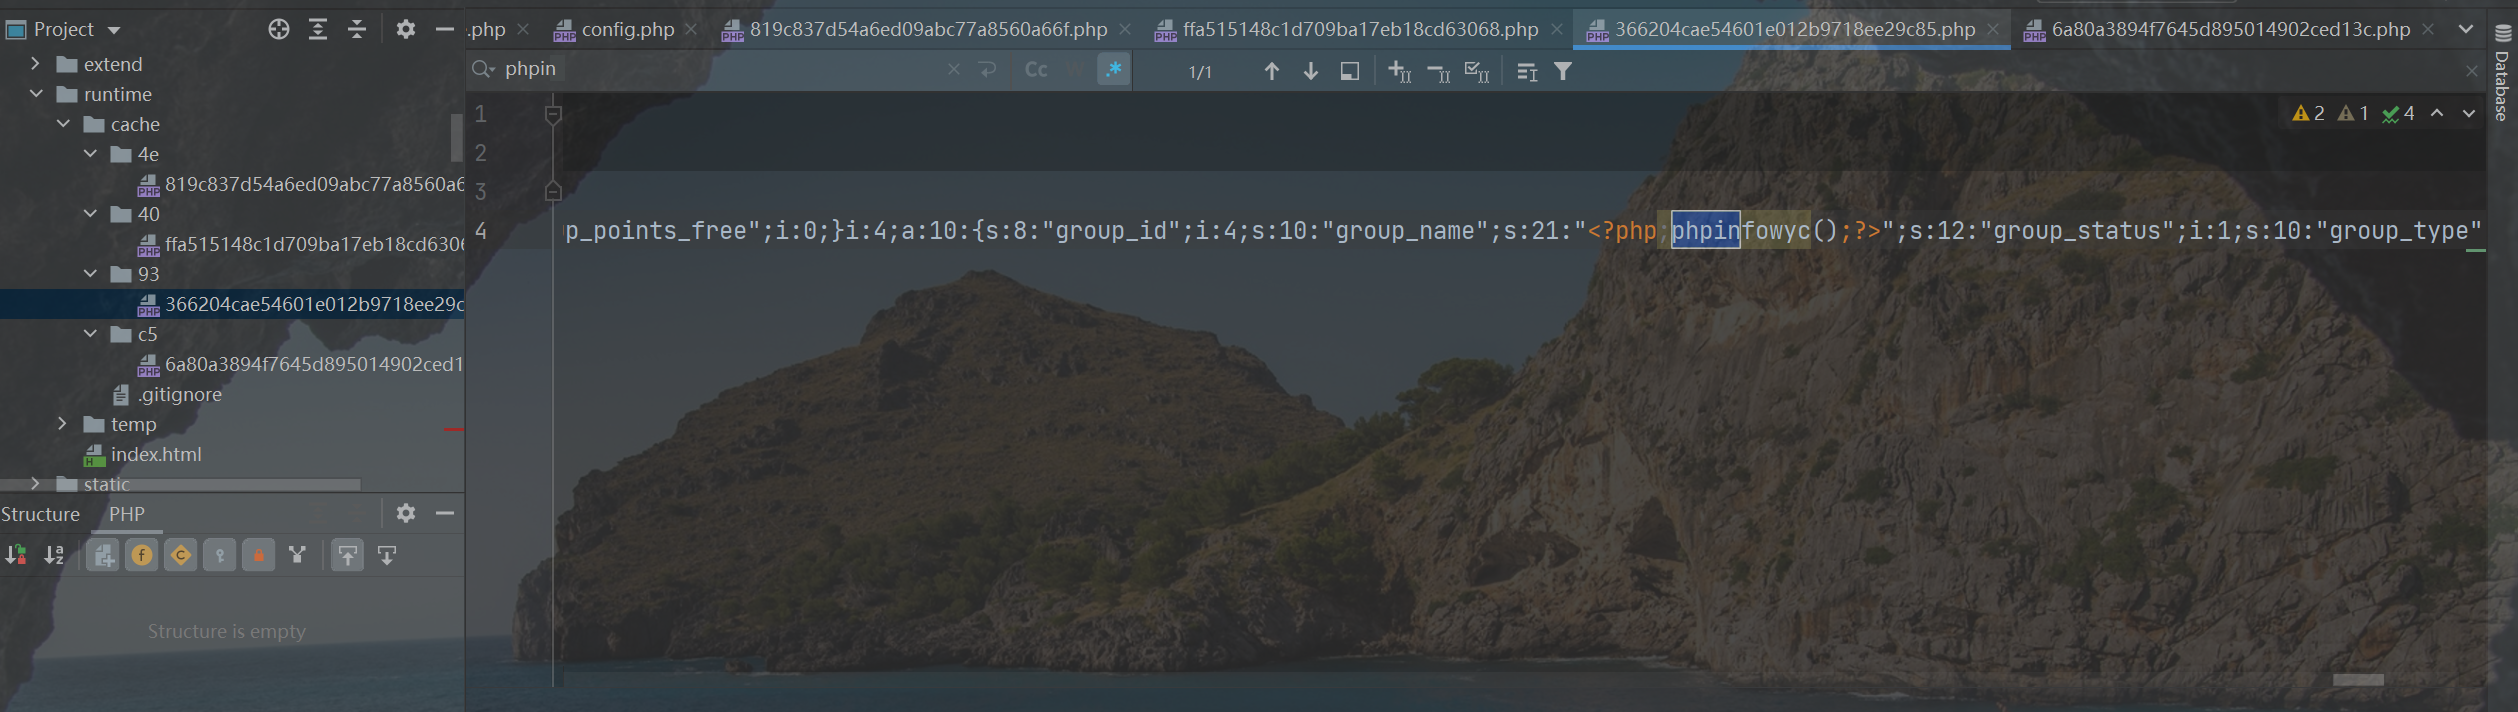 Project
.php
config.php
819c837d54a6ed09abc77a8560a66f.php
ffa515148c1d709ba17eb18cd63068.php
366204cae54601e012b9718ee29c85.php
6a80a3894f7645d895014902ced13c.php
extend
runtime
cache
4e
819c837d54a6ed09abc77a8560a6
40
ffa515148c1d709ba17eb18cd6306
93
366204cae54601e012b9718ee29c
c5
6a80a3894f7645d895014902ced1
.gitignore
temp
index.html
static
Structure
PHP
Structure is empty
phpin
Cc
.*
1/1
2 1 4
1
2
3
4 p_points_free";i:0;}i:4;a:10:{s:8:"group_id";i:4;s:10:"group_name";s:21:"<?php;phpinfowyc();?>";s:12:"group_status";i:1;s:10:"group_type"
Database